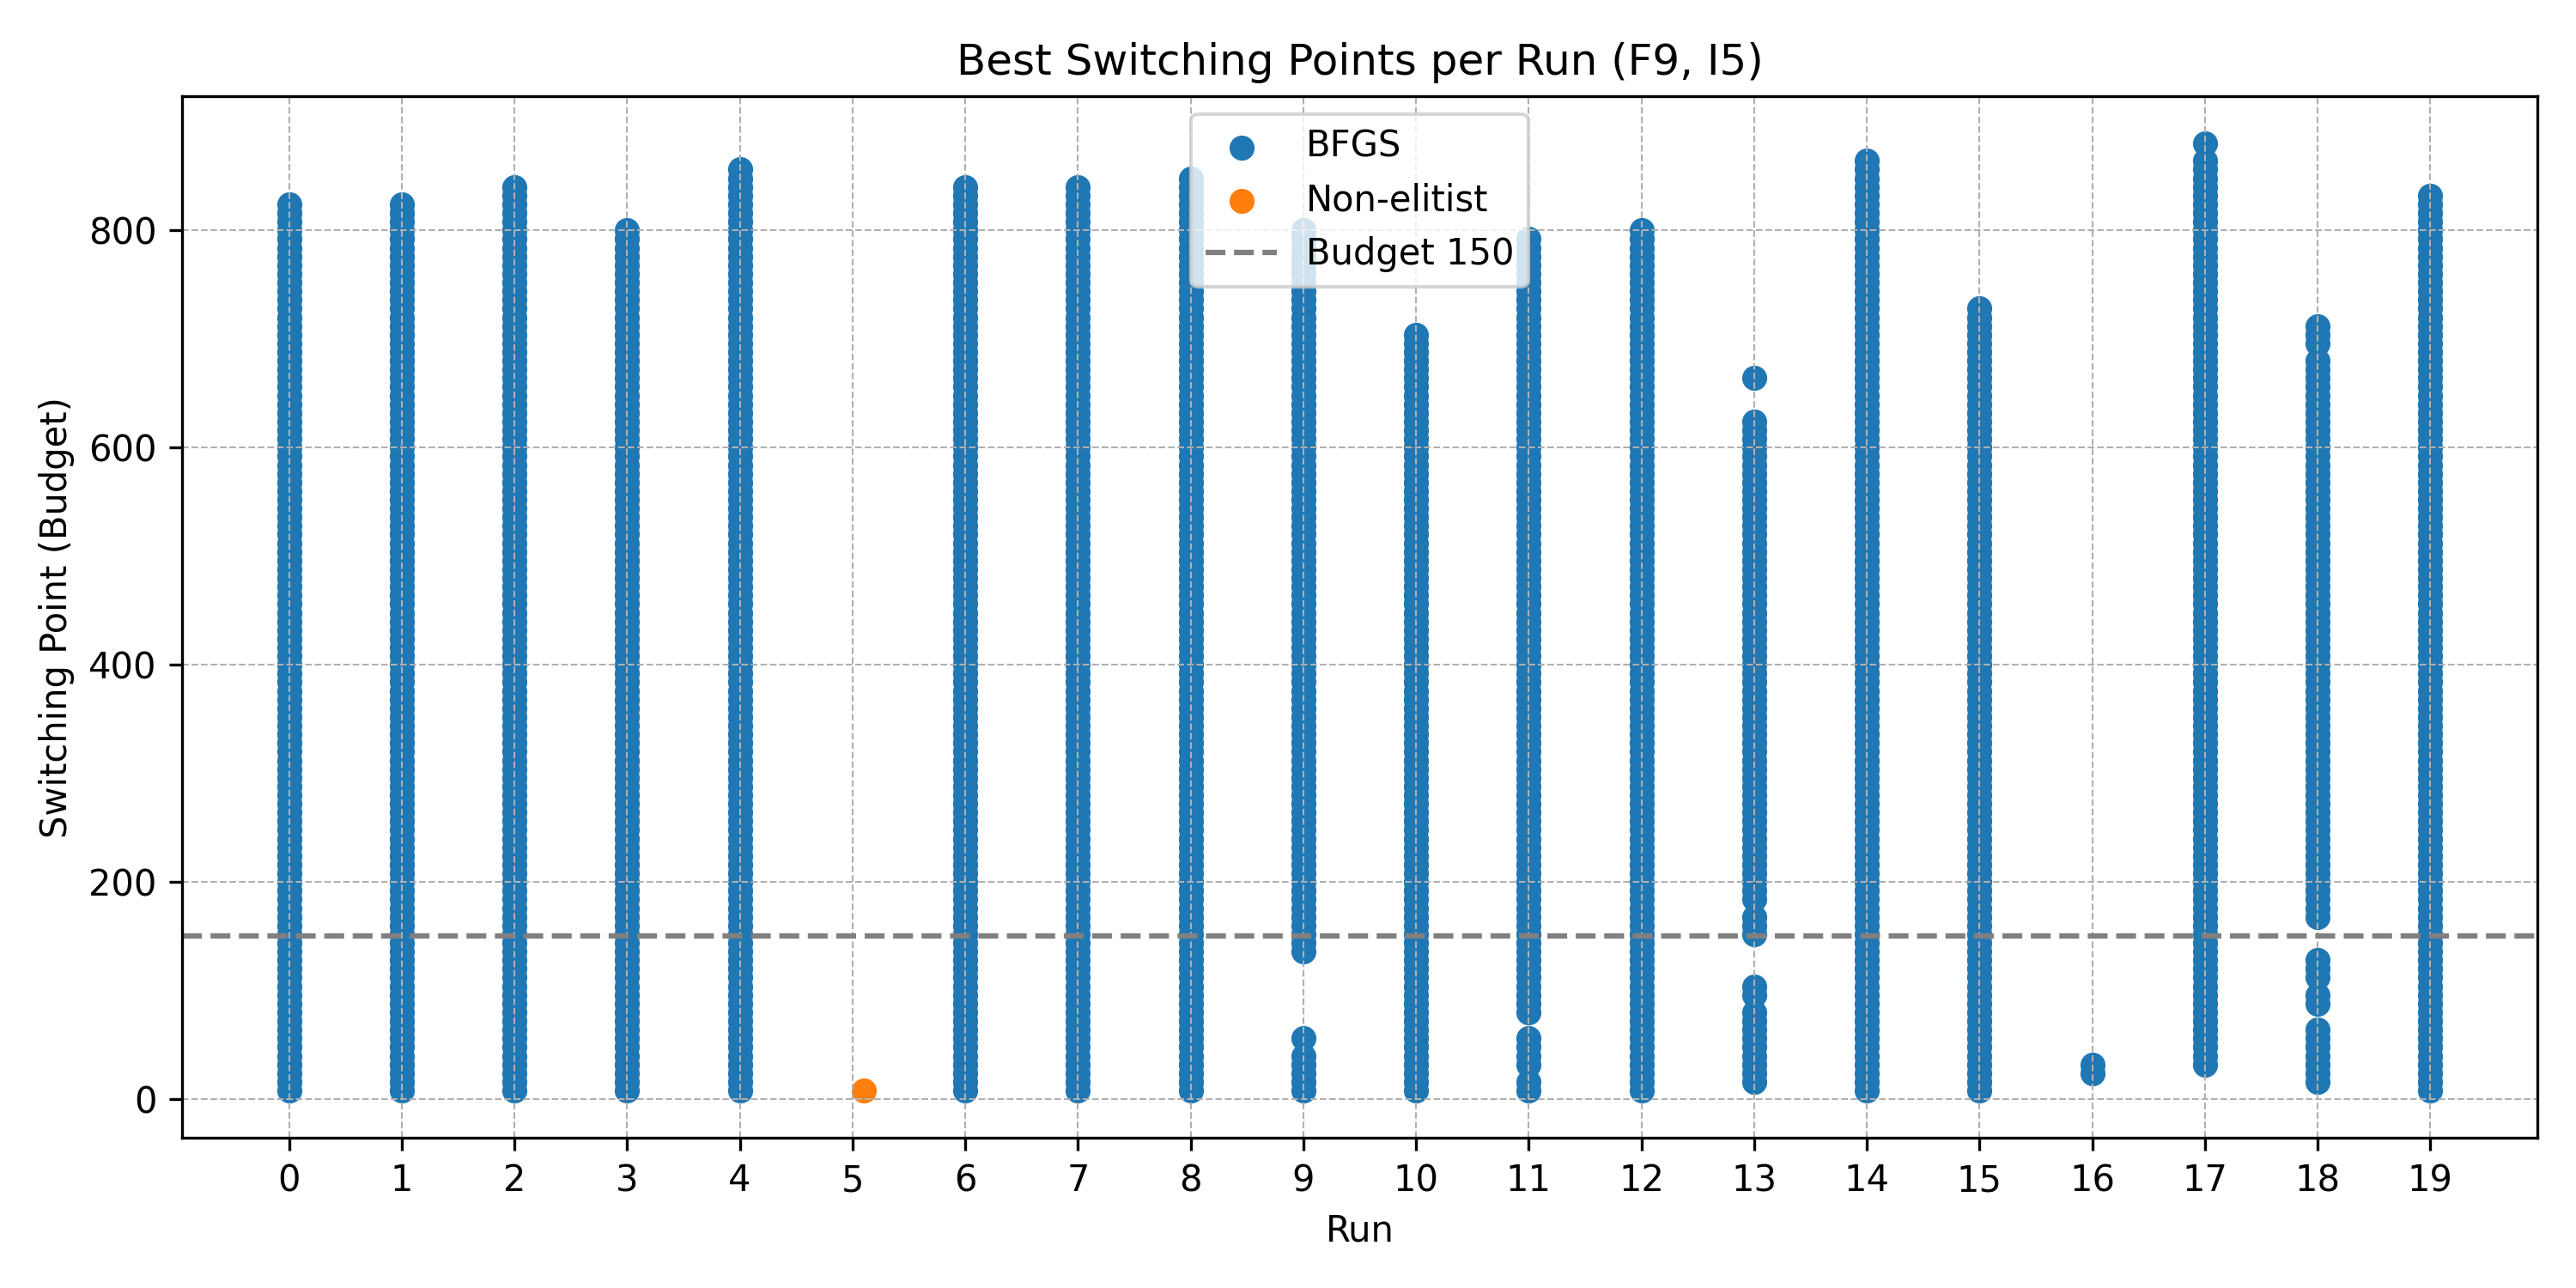 Best Switching Points per Run (F9, I5)
BFGS
Non-elitist
Budget 150
Switching Point (Budget)
800
600
400
200
0
0 1 2 3 4 5 6 7 8 9 10 11 12 13 14 15 16 17 18 19
Run